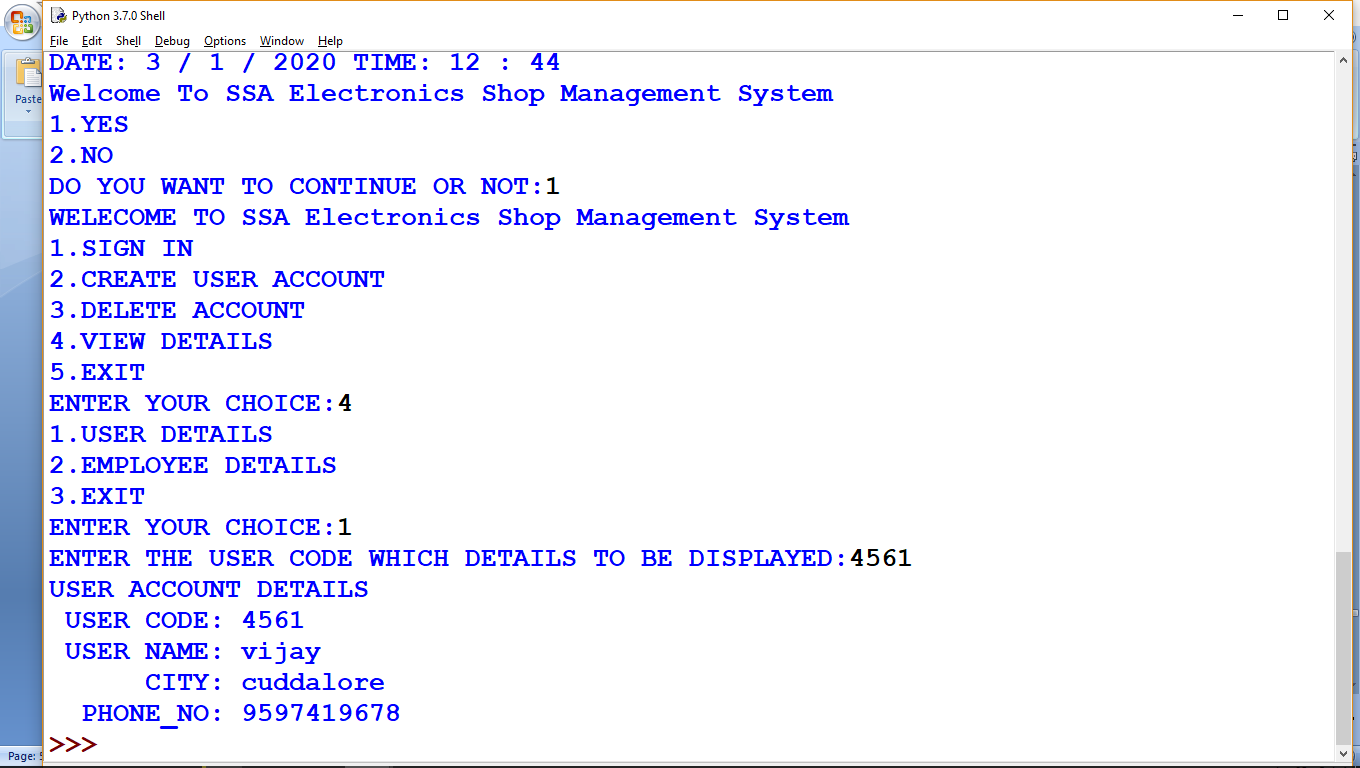 Python 3.7.0 Shell
File Edit Shell Debug Options Window Help
Paste
DATE: 3 / 1 / 2020 TIME: 12 : 44
Welcome To SSA Electronics Shop Management System
1.YES
2.NO
DO YOU WANT TO CONTINUE OR NOT:1
WELECOME TO SSA Electronics Shop Management System
1.SIGN IN
2.CREATE USER ACCOUNT
3.DELETE ACCOUNT
4.VIEW DETAILS
5.EXIT
ENTER YOUR CHOICE:4
1.USER DETAILS
2.EMPLOYEE DETAILS
3.EXIT
ENTER YOUR CHOICE:1
ENTER THE USER CODE WHICH DETAILS TO BE DISPLAYED:4561
USER ACCOUNT DETAILS
USER CODE: 4561
USER NAME: vijay
CITY: cuddalore
PHONE_NO: 9597419678
>>>
Page: